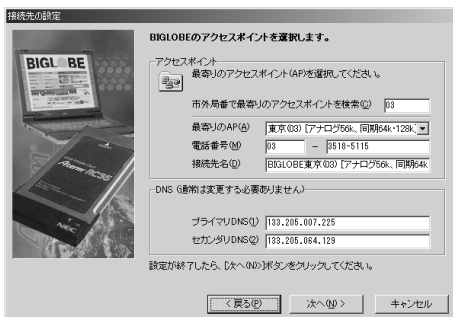 接続先の設定
BIGLOBEのアクセスポイントを選択します。
アクセスポイント
最寄りのアクセスポイント(AP)を選択してください。
市外局番で最寄りのアクセスポイントを検索(C) 03
最寄りのAP(A) 東京(03) [アナログ56k、同期64k・128k]
電話番号(M) 03 - 3518-5115
接続先名(D) BIGLOBE東京(03) [アナログ56k、同期64k
DNS (通常は変更する必要ありません)
プライマリDNS(1) 133.205.007.225
セカンダリDNS(2) 133.205.064.129
設定が終了したら、[次へ(N)>]ボタンをクリックしてください。
< 戻る(P) 次へ(N) > キャンセル
BIGLOBE
Aterm RC35
NEC